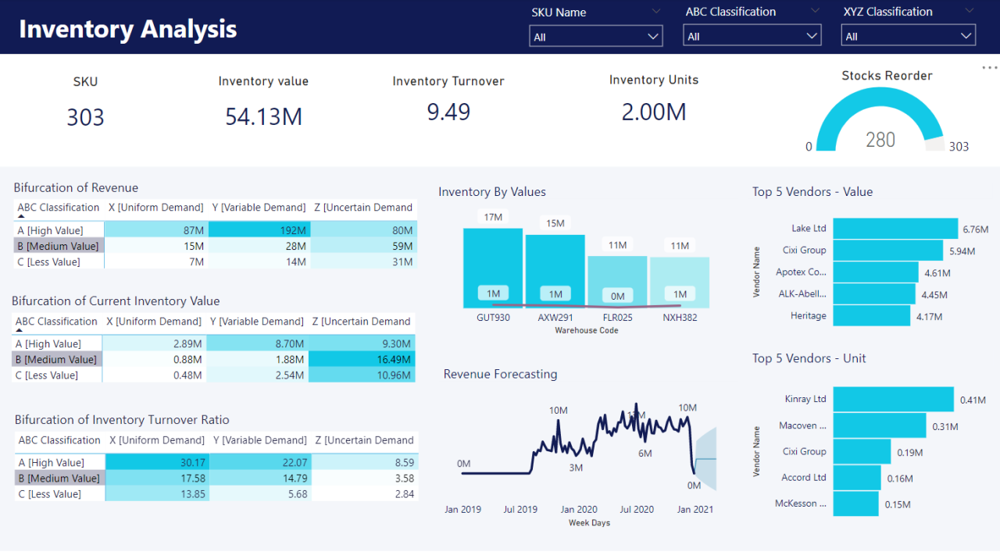 Inventory Analysis
SKU Name
All
ABC Classification
All
XYZ Classification
All
SKU
303
Inventory value
54.13M
Inventory Turnover
9.49
Inventory Units
2.00M
Stocks Reorder
280
0
303
Bifurcation of Revenue
ABC Classification X [Uniform Demand] Y [Variable Demand] Z [Uncertain Demand
A [High Value] 87M 192M 80M
B [Medium Value] 15M 28M 59M
C [Less Value] 7M 14M 31M
Bifurcation of Current Inventory Value
ABC Classification X [Uniform Demand] Y [Variable Demand] Z [Uncertain Demand
A [High Value] 2.89M 8.70M 9.30M
B [Medium Value] 0.88M 1.88M 16.49M
C [Less Value] 0.48M 2.54M 10.96M
Bifurcation of Inventory Turnover Ratio
ABC Classification X [Uniform Demand] Y [Variable Demand] Z [Uncertain Demand
A [High Value] 30.17 22.07 8.59
B [Medium Value] 17.58 14.79 3.58
C [Less Value] 13.85 5.68 2.84
Inventory By Values
17M 15M 11M 11M
1M 1M 0M 1M
GUT930 AXW291 FLR025 NXH382
Warehouse Code
Revenue Forecasting
10M 10M
6M
0M 3M
0M
Jan 2019 Jul 2019 Jan 2020 Jul 2020 Jan 2021
Week Days
Top 5 Vendors - Value
Vendor Name
Lake Ltd 6.76M
Cixi Group 5.94M
Apotex Co... 4.61M
ALK-Abell... 4.45M
Heritage 4.17M
Top 5 Vendors - Unit
Vendor Name
Kinray Ltd 0.41M
Macoven ... 0.31M
Cixi Group 0.19M
Accord Ltd 0.16M
McKesson ... 0.15M